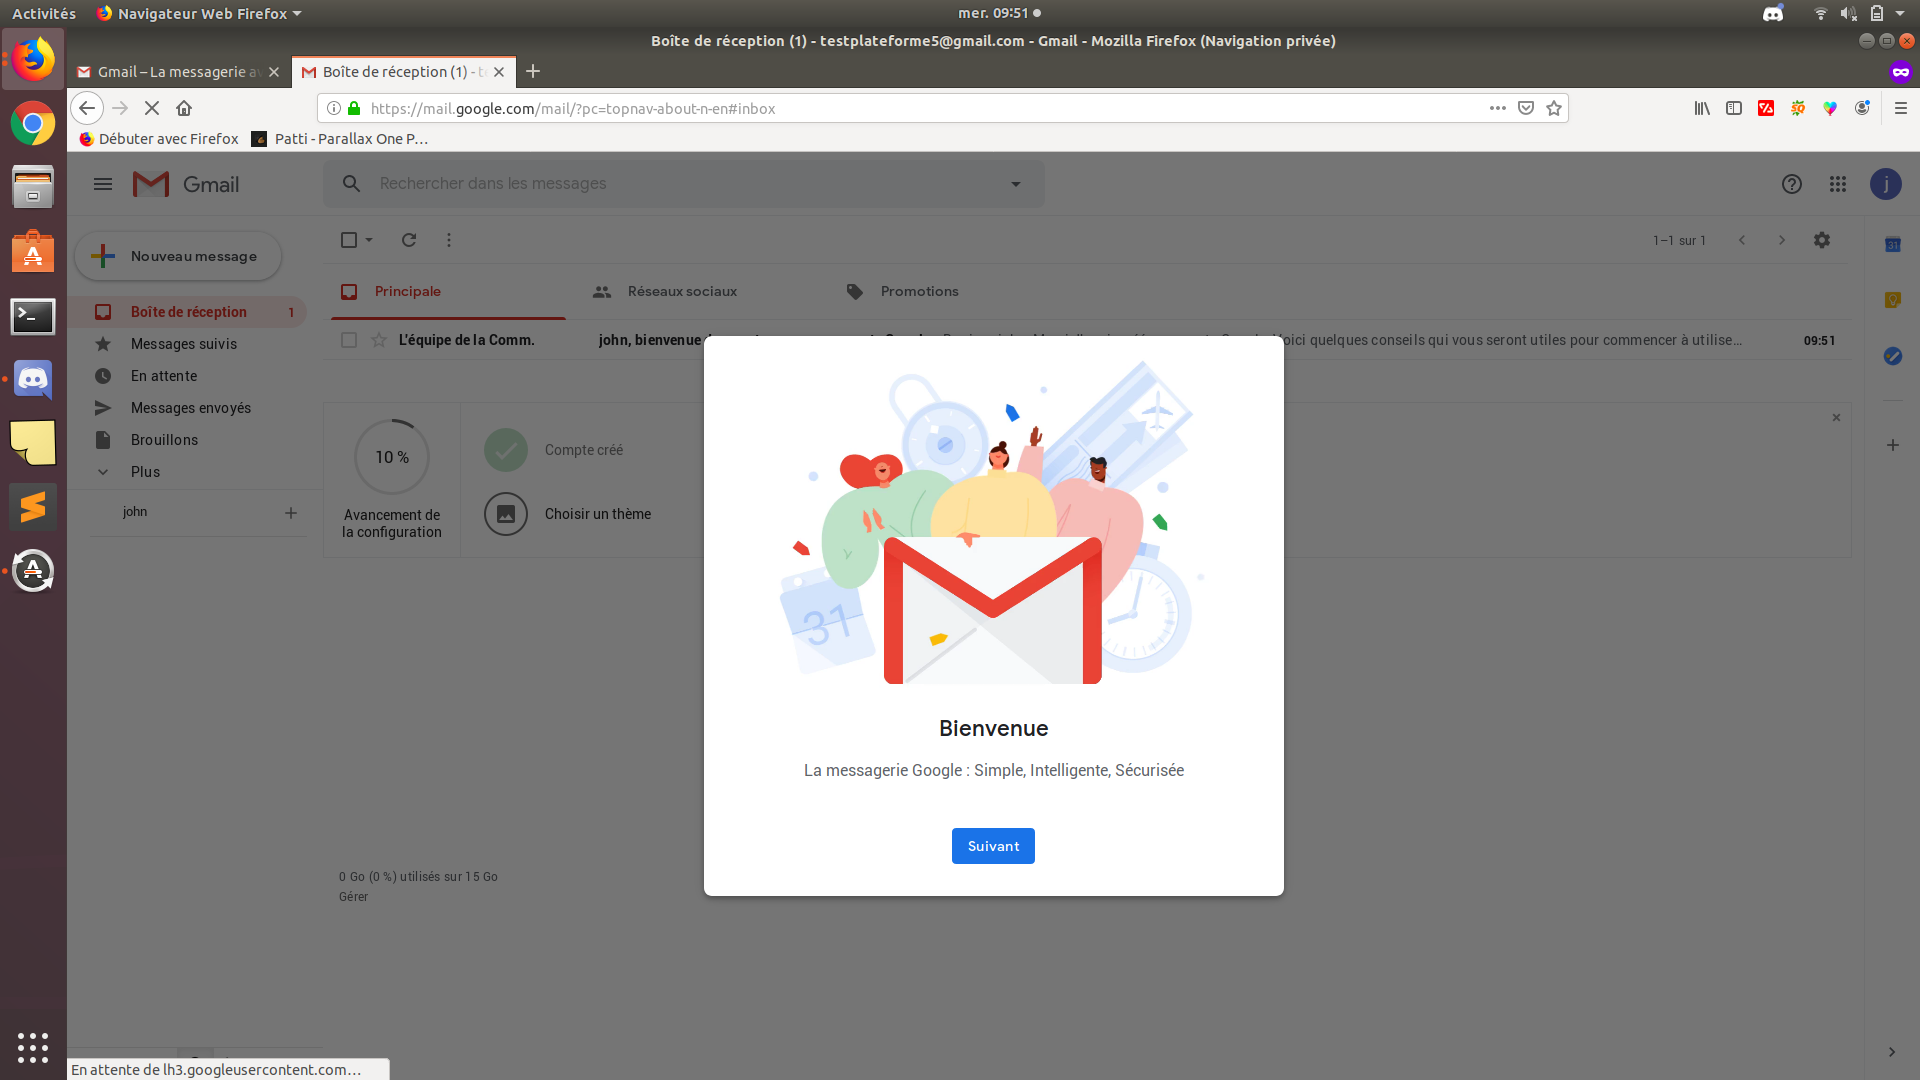 Activités
Navigateur Web Firefox
mer. 09:51
Boîte de réception (1) - testplateforme5@gmail.com - Gmail - Mozilla Firefox (Navigation privée)
Gmail – La messagerie
Boîte de réception (1) -
https://mail.google.com/mail/?pc=topnav-about-n-en#inbox
Débuter avec Firefox
Patti - Parallax One P…
Gmail
Rechercher dans les messages
j
Nouveau message
1–1 sur 1
31
Principale
Réseaux sociaux
Promotions
Boîte de réception
1
L'équipe de la Comm.
john, bienvenue
oici quelques conseils qui vous seront utiles pour commencer à utilise…
09:51
Messages suivis
En attente
Messages envoyés
Brouillons
Plus
john
10 %
Avancement de
la configuration
Compte créé
Choisir un thème
31
Bienvenue
La messagerie Google : Simple, Intelligente, Sécurisée
Suivant
0 Go (0 %) utilisés sur 15 Go
Gérer
En attente de lh3.googleusercontent.com…